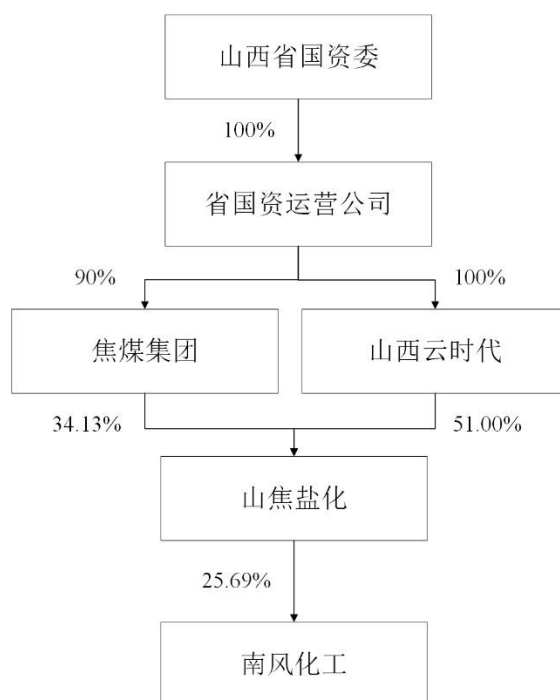 山西省国资委
100%
省国资运营公司
90%
100%
焦煤集团
山西云时代
34.13%
51.00%
山焦盐化
25.69%
南风化工